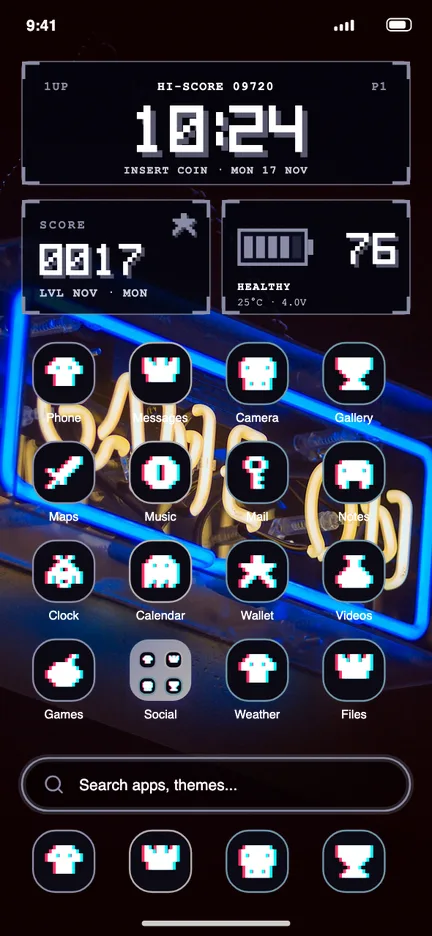 9:41
1UP HI-SCORE 09720 P1
10:24
INSERT COIN · MON 17 NOV
SCORE
0017
LVL NOV · MON
76
HEALTHY
25°C · 4.0V
Phone Messages Camera Gallery
Maps Music Mail Notes
Clock Calendar Wallet Videos
Games Social Weather Files
Search apps, themes...